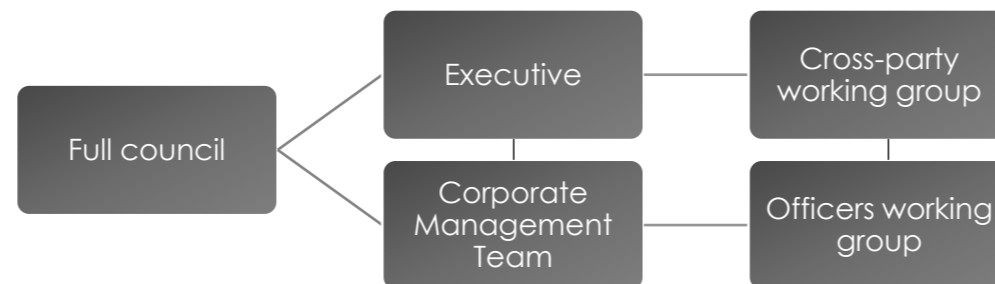 Full council
Executive
Cross-party
working group
Corporate
Management
Team
Officers working
group